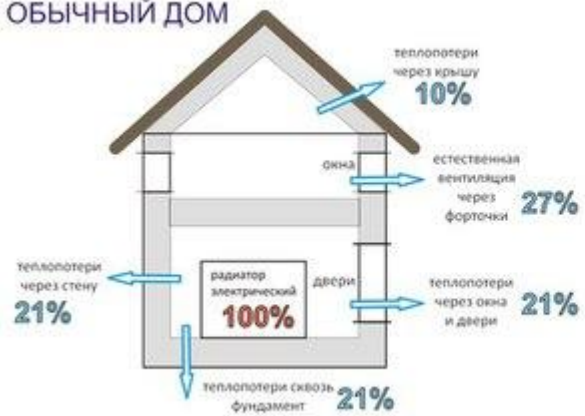 ОБЫЧНЫЙ ДОМ
теплопотери
через крышу
10%
окна
естественная
вентиляция
через
форточки
27%
теплопотери
через стену
21%
радиатор
электрический
100%
двери
теплопотери
через окна
и двери
21%
теплопотери сквозь
фундамент
21%